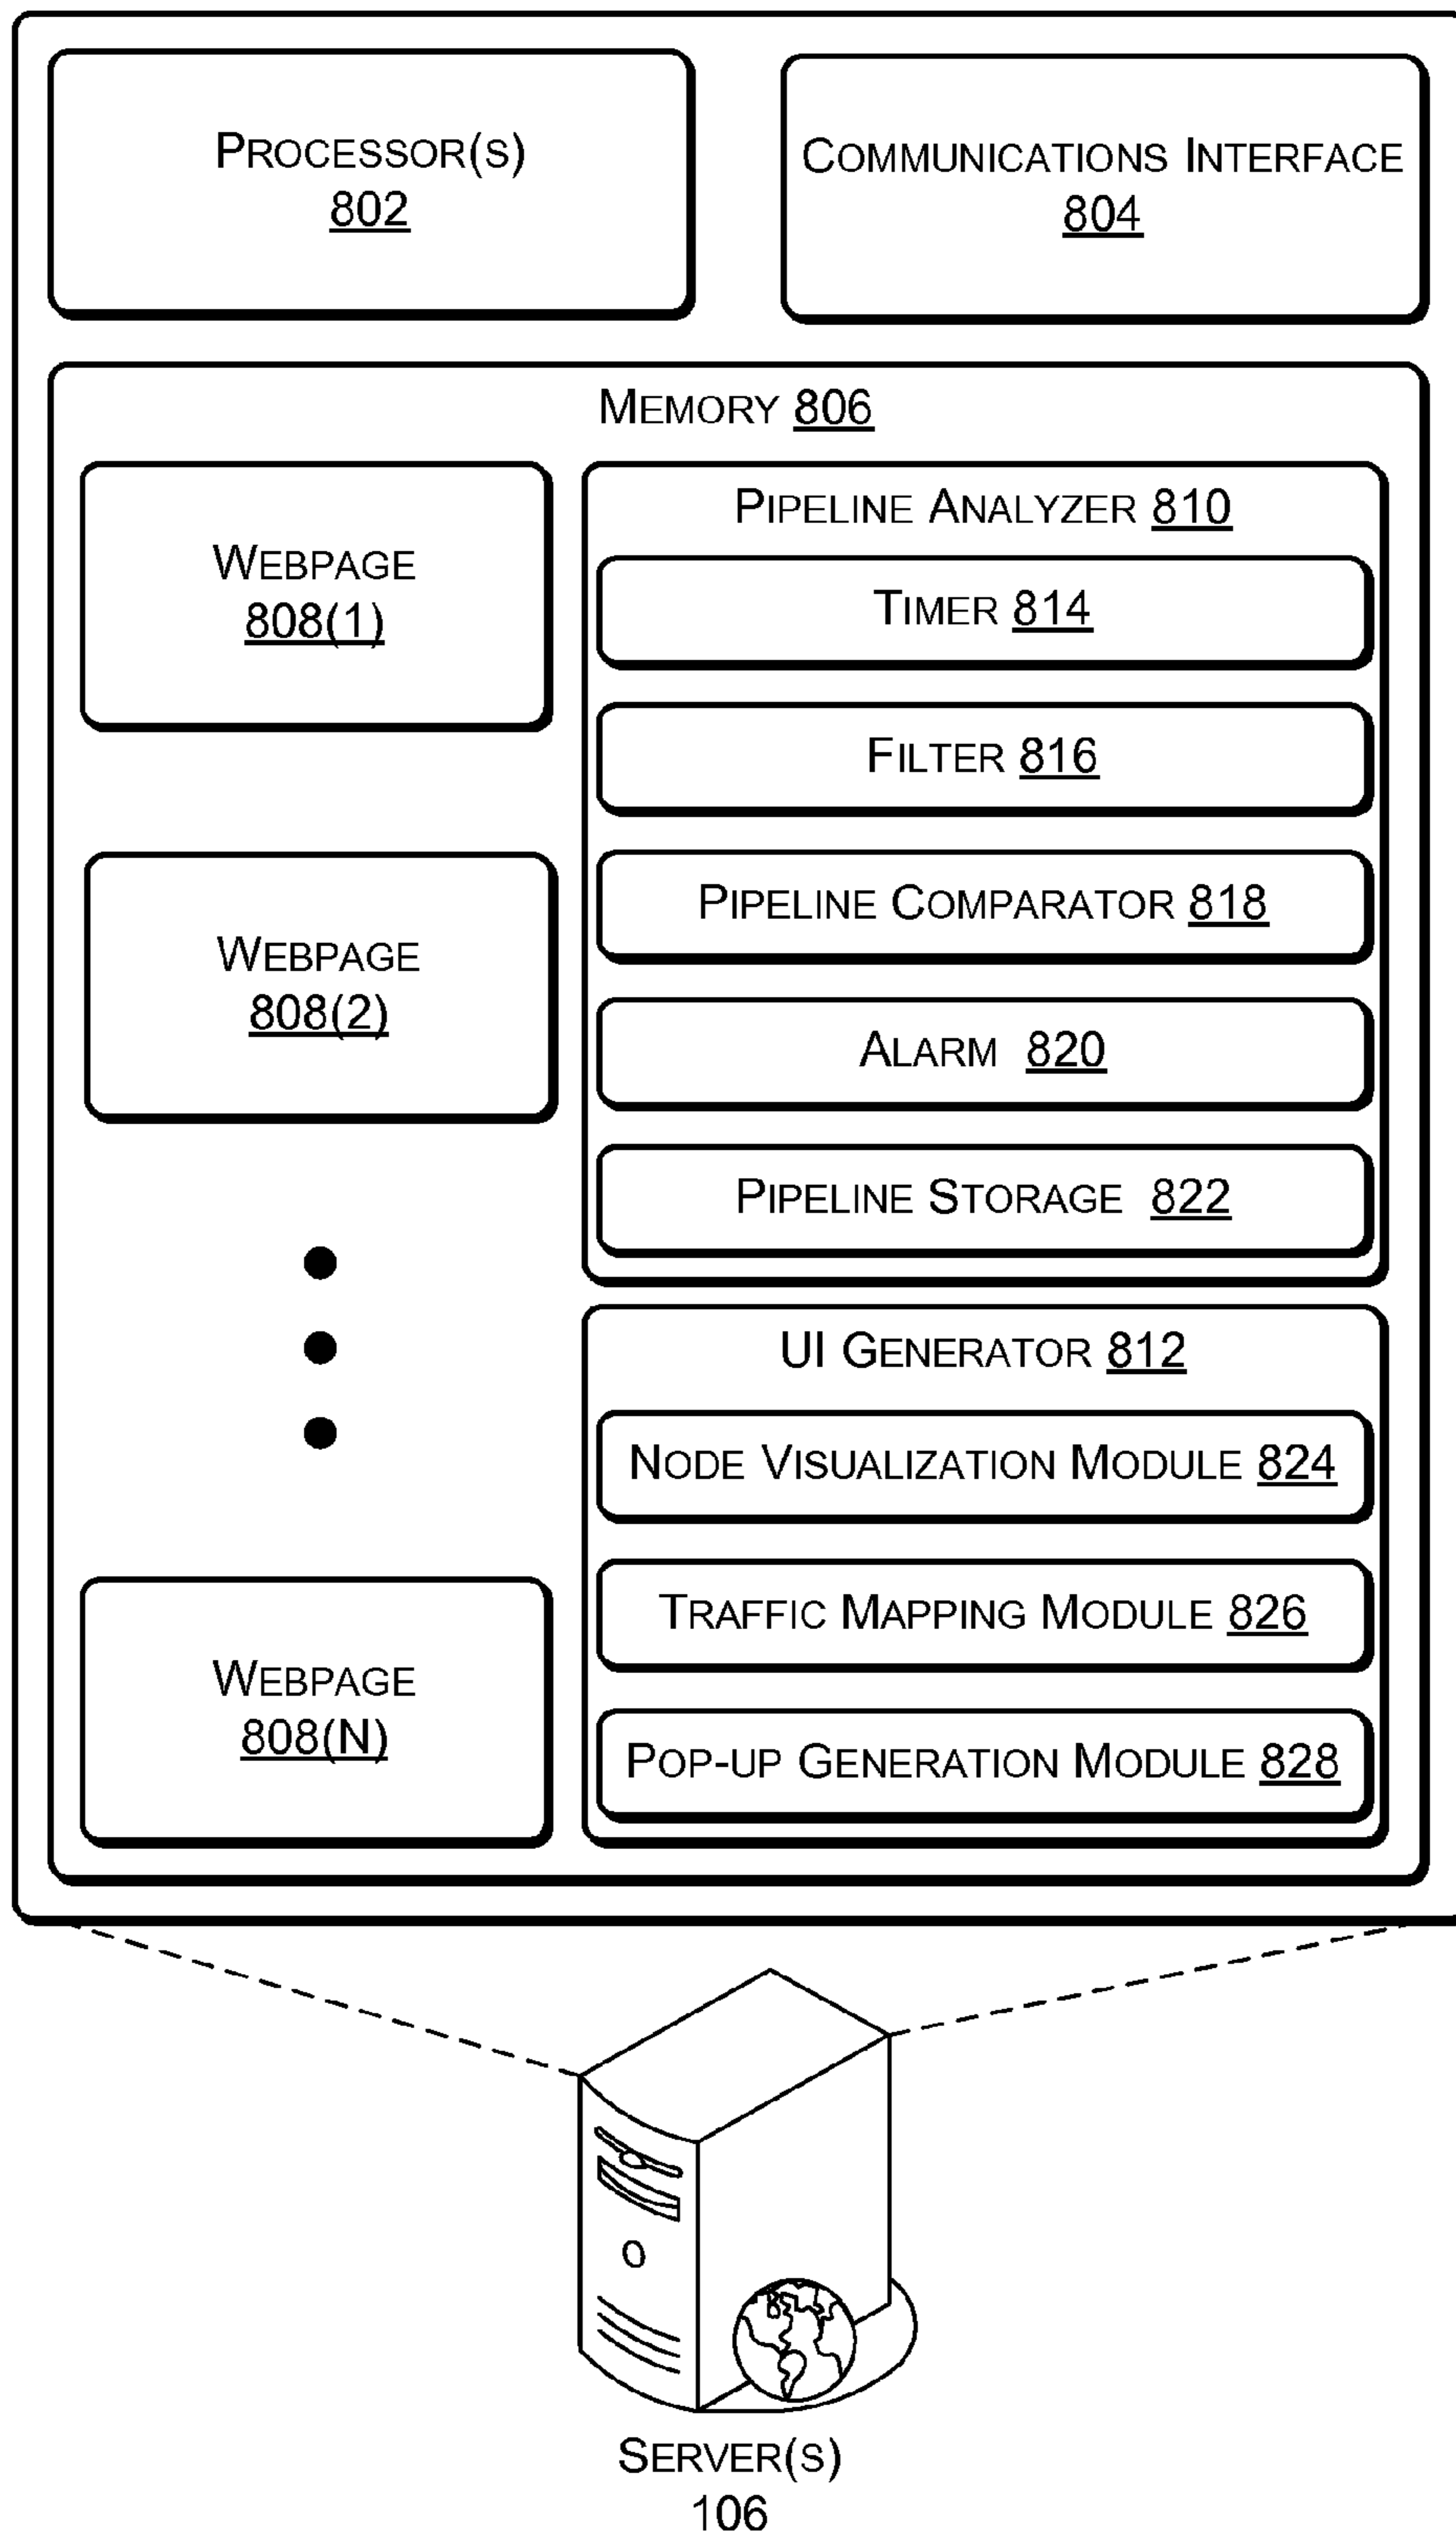 PROCESSOR(S)
802
COMMUNICATIONS INTERFACE
804
MEMORY 806
WEBPAGE
808(1)
WEBPAGE
808(2)
WEBPAGE
808(N)
PIPELINE ANALYZER 810
TIMER 814
FILTER 816
PIPELINE COMPARATOR 818
ALARM 820
PIPELINE STORAGE 822
UI GENERATOR 812
NODE VISUALIZATION MODULE 824
TRAFFIC MAPPING MODULE 826
POP-UP GENERATION MODULE 828
SERVER(S)
106